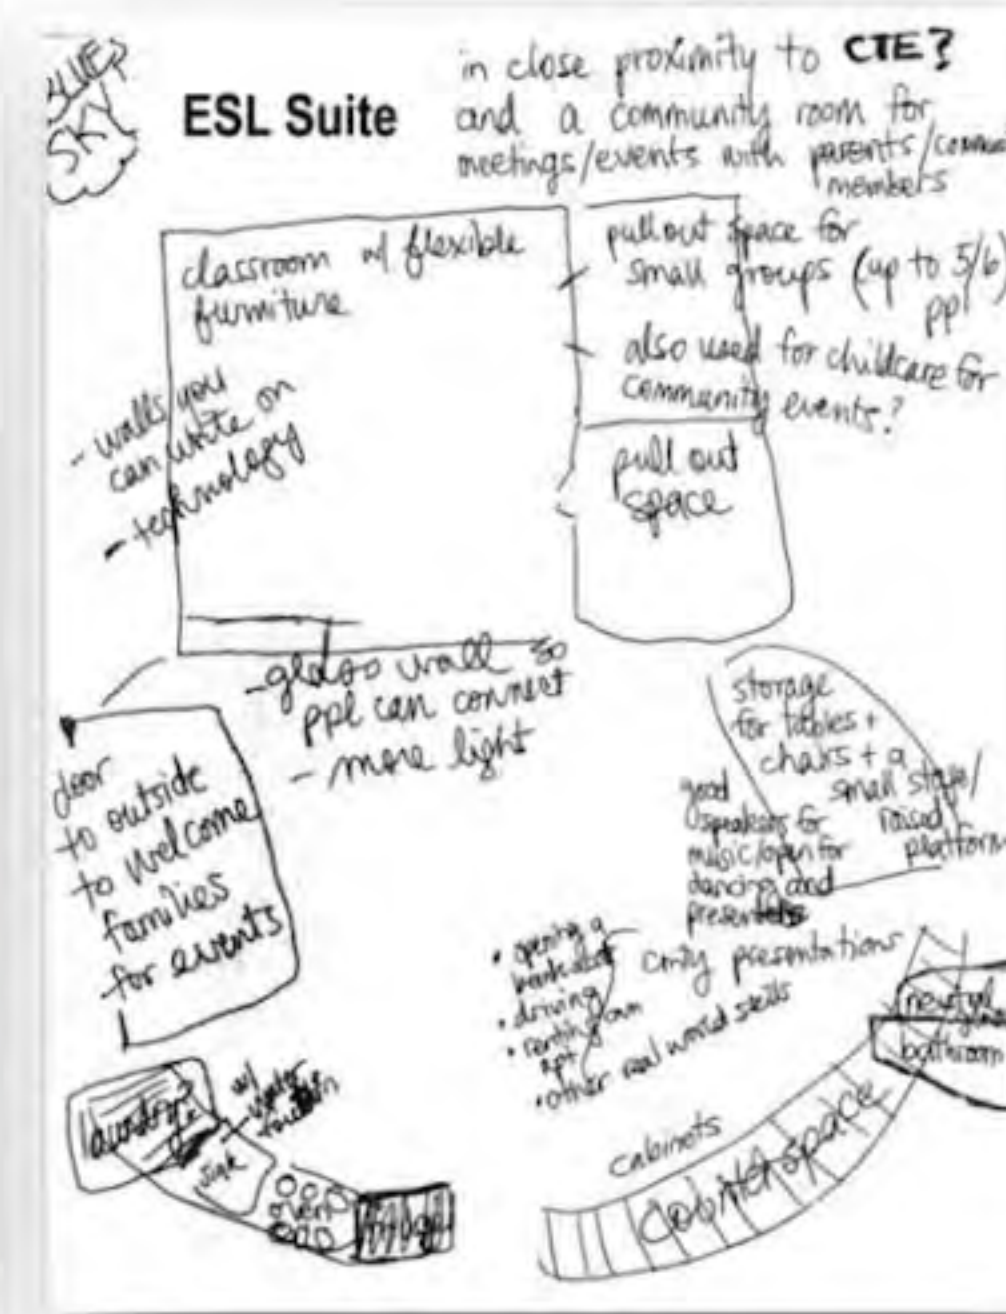 BLUE
SKY
ESL Suite
in close proximity to CTE?
and a community room for
meetings/events with parents/
members
classroom w/ flexible
furniture
- walls you
can write on
- technology
pullout space for
small groups (up to 5/6)
ppl
also used for childcare for
community events?
pull out
space
- glass wall so
ppl can connect
- more light
door
to outside
to welcome
families
for events
storage
for tables +
chairs + a
small stage/
raised
platform
good
speakers for
music/open for
dancing and
• opening a
bank acct
• driving
• renting an
apt
• other real world skills
cmty presentations
laundry?
w/
water
fountain
sink
oven
fridge
cabinets
counter space
bathroom